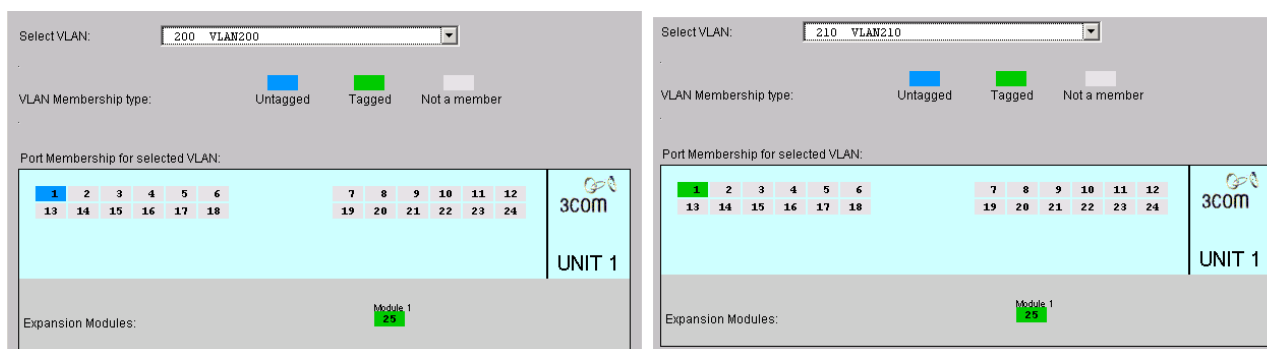 Select VLAN: 200 VLAN200
VLAN Membership type: Untagged Tagged Not a member
Port Membership for selected VLAN:
1 2 3 4 5 6 7 8 9 10 11 12
13 14 15 16 17 18 19 20 21 22 23 24
3com
UNIT 1
Module 1
Expansion Modules: 25
Select VLAN: 210 VLAN210
VLAN Membership type: Untagged Tagged Not a member
Port Membership for selected VLAN:
1 2 3 4 5 6 7 8 9 10 11 12
13 14 15 16 17 18 19 20 21 22 23 24
3com
UNIT 1
Module 1
Expansion Modules: 25